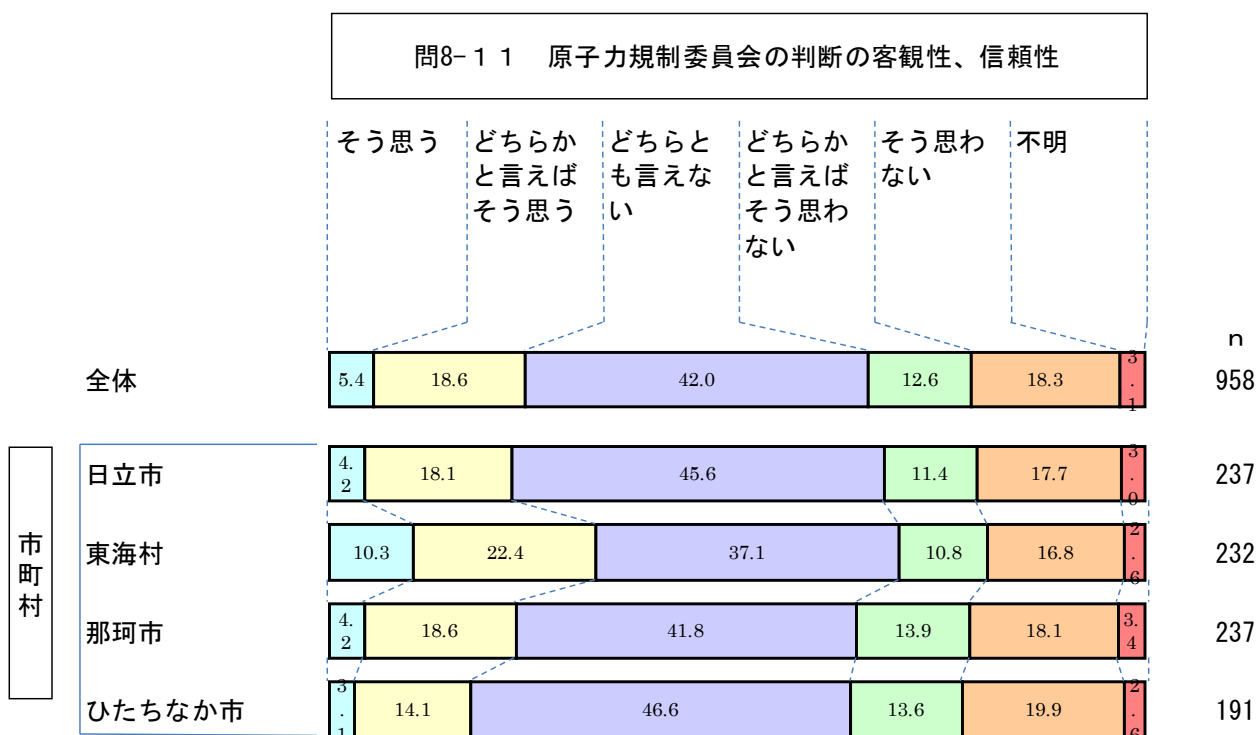 問8-11 原子力規制委員会の判断の客観性、信頼性
そう思う
どちらか
と言えば
そう思う
どちらと
も言えな
い
どちらか
と言えば
そう思わ
ない
そう思わ
ない
不明
n
全体 5.4 18.6 42.0 12.6 18.3 3.1 958
市町村
日立市 4.2 18.1 45.6 11.4 17.7 3.0 237
東海村 10.3 22.4 37.1 10.8 16.8 2.6 232
那珂市 4.2 18.6 41.8 13.9 18.1 3.4 237
ひたちなか市 3.1 14.1 46.6 13.6 19.9 2.6 191